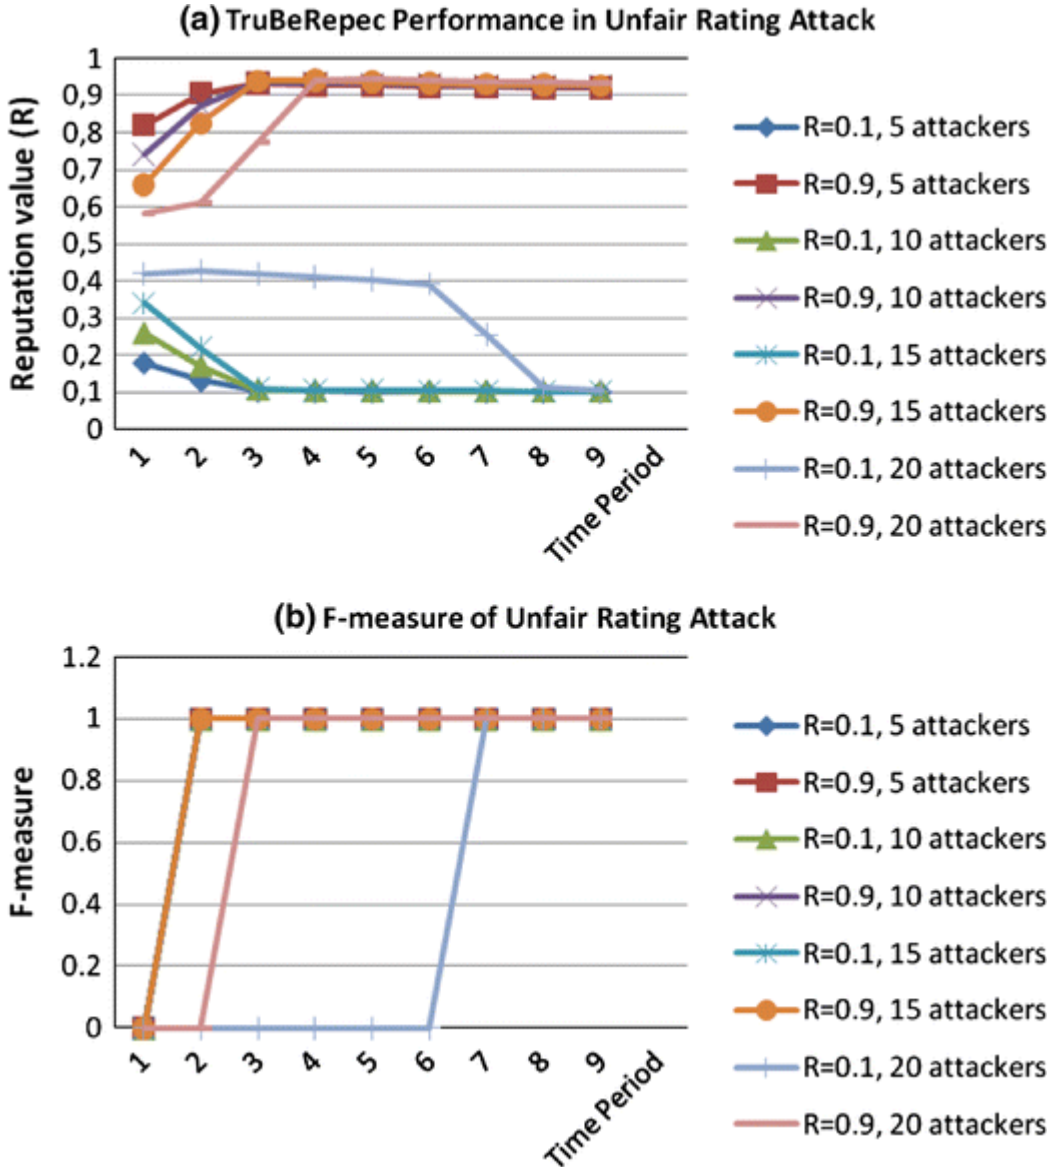 (a) TruBeRepec Performance in Unfair Rating Attack
Reputation value (R)
1
0,9
0,8
0,7
0,6
0,5
0,4
0,3
0,2
0,1
0
1 2 3 4 5 6 7 8 9
Time Period
R=0.1, 5 attackers
R=0.9, 5 attackers
R=0.1, 10 attackers
R=0.9, 10 attackers
R=0.1, 15 attackers
R=0.9, 15 attackers
R=0.1, 20 attackers
R=0.9, 20 attackers
(b) F-measure of Unfair Rating Attack
F-measure
1.2
1
0.8
0.6
0.4
0.2
0
1 2 3 4 5 6 7 8 9
Time Period
R=0.1, 5 attackers
R=0.9, 5 attackers
R=0.1, 10 attackers
R=0.9, 10 attackers
R=0.1, 15 attackers
R=0.9, 15 attackers
R=0.1, 20 attackers
R=0.9, 20 attackers